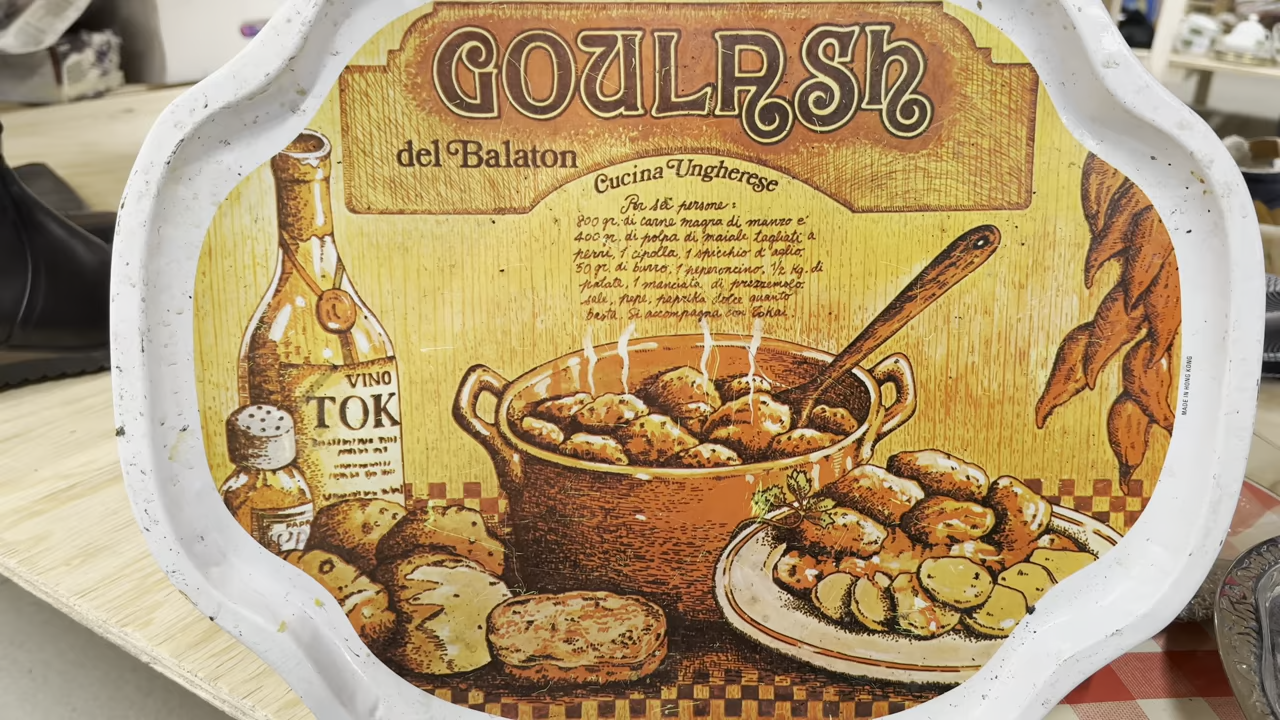 GOULASH
del Balaton
Cucina Ungherese
Per sei persone :
800 gr. di carne magra di manzo e
400 gr. di polpa di maiale tagliati a
pezzi, 1 cipolla, 1 spicchio d'aglio,
50 gr. di burro, 1 peperoncino, 1/2 Kg. di
patate, 1 manciata di prezzemolo,
sale, pepe, paprika dolce quanto
basta. Si accompagna con Tokai.
VINO
TOK
PAPR
MADE IN HONG KONG